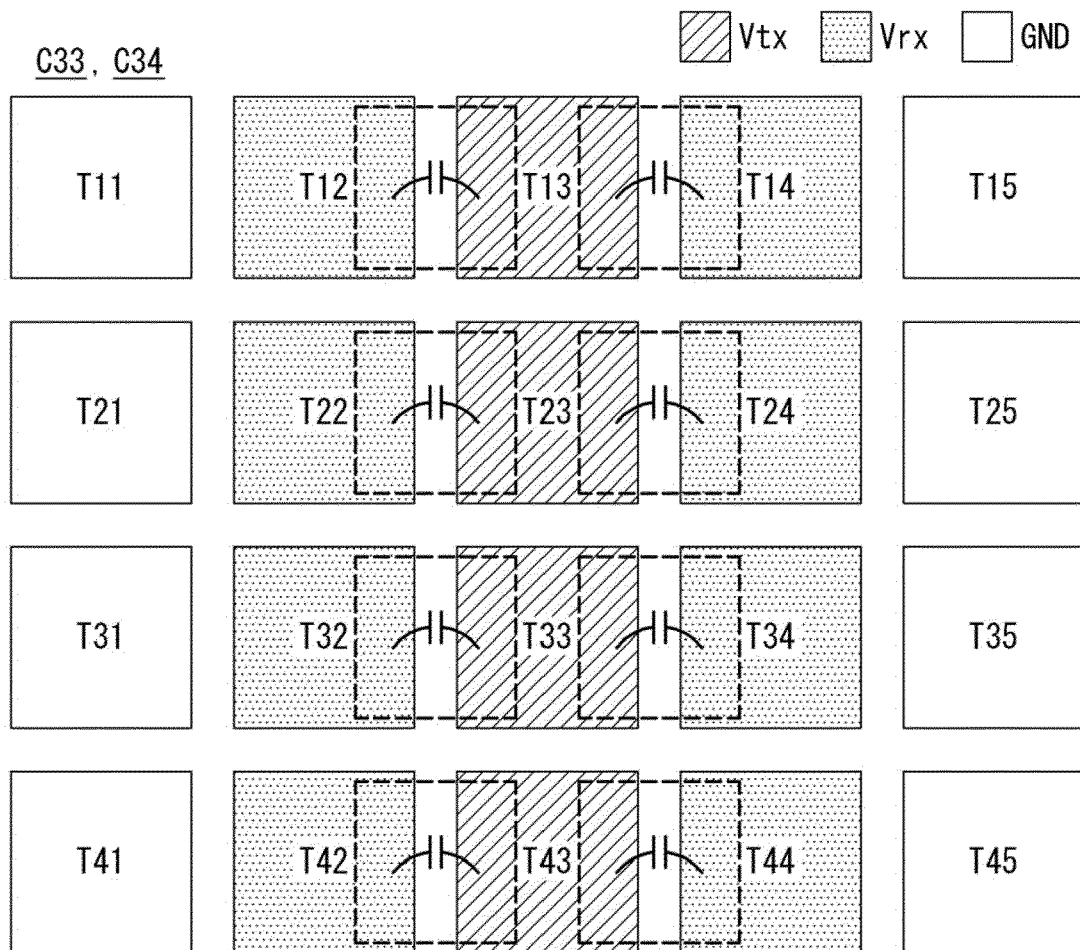 Vtx Vrx GND
C33, C34
T11 T12 T13 T14 T15
T21 T22 T23 T24 T25
T31 T32 T33 T34 T35
T41 T42 T43 T44 T45